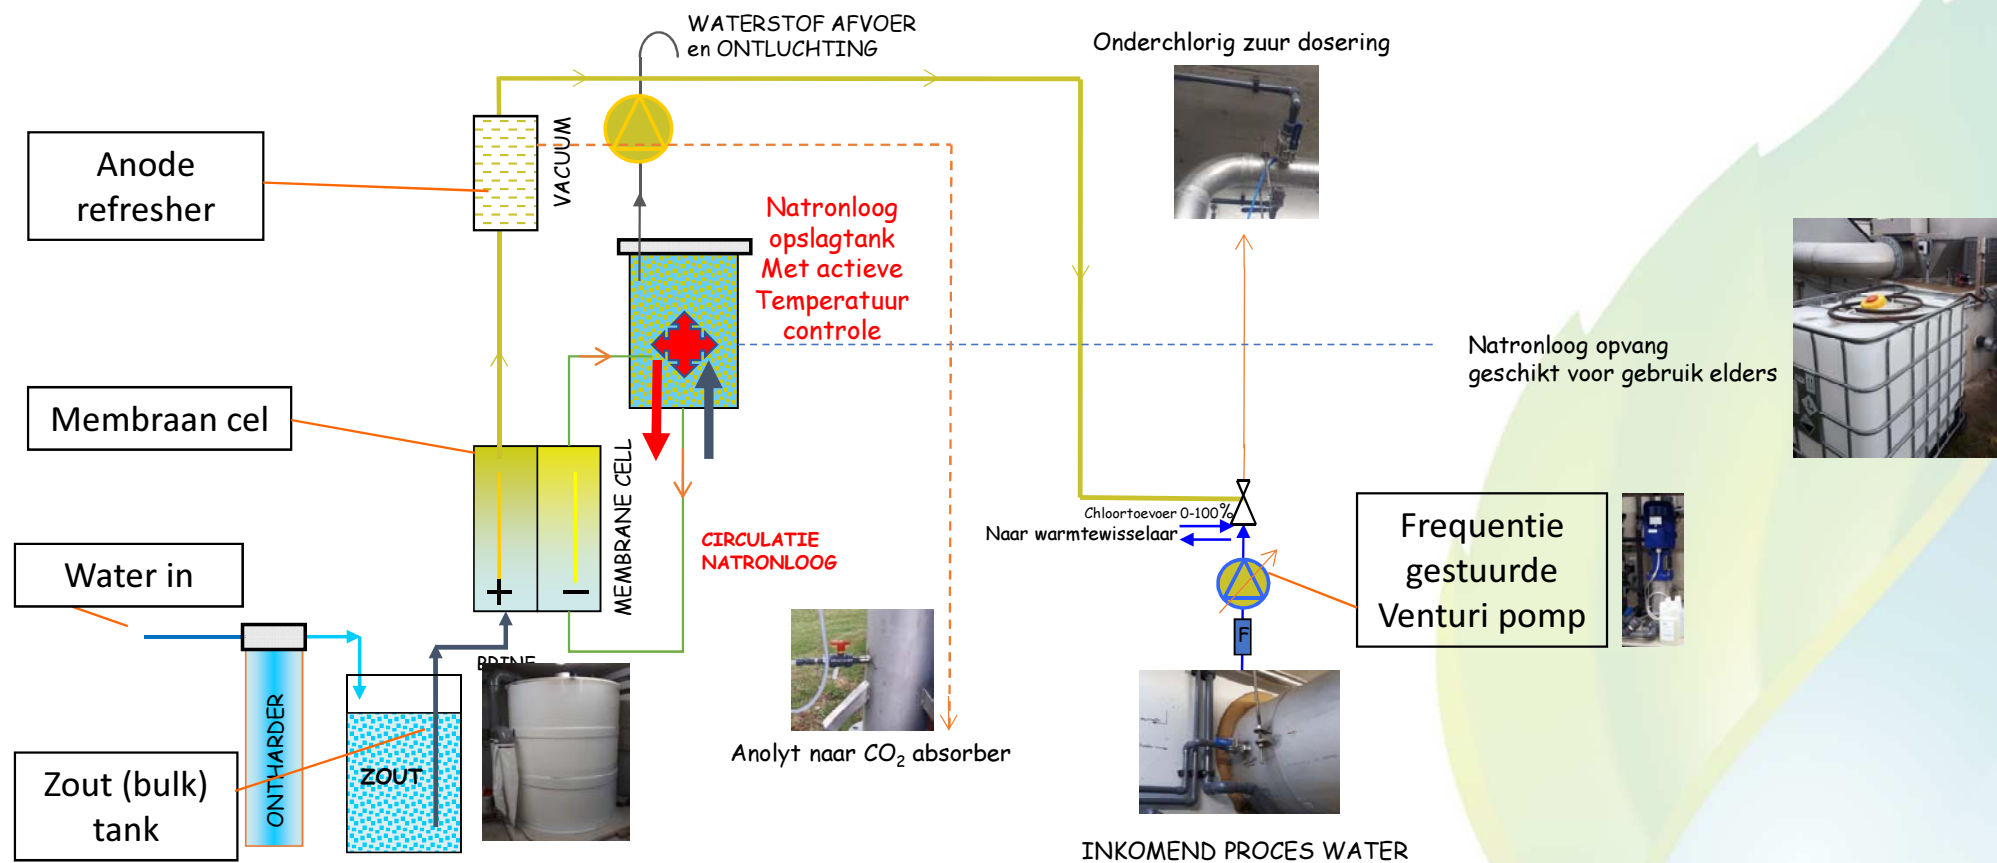 WATERSTOF AFVOER
en ONTLUCHTING
Onderchlorig zuur dosering
Anode
refresher
VACUUM
Natronloog
opslagtank
Met actieve
Temperatuur
controle
Natronloog opvang
geschikt voor gebruik elders
Membraan cel
MEMBRANE CELL
Chloortoevoer 0-100%
Naar warmtewisselaar
Frequentie
gestuurde
Venturi pomp
CIRCULATIE
NATRONLOOG
Water in
+
−
F
BRINE
ONTHARDER
ZOUT
Zout (bulk)
tank
Anolyt naar CO₂ absorber
INKOMEND PROCES WATER